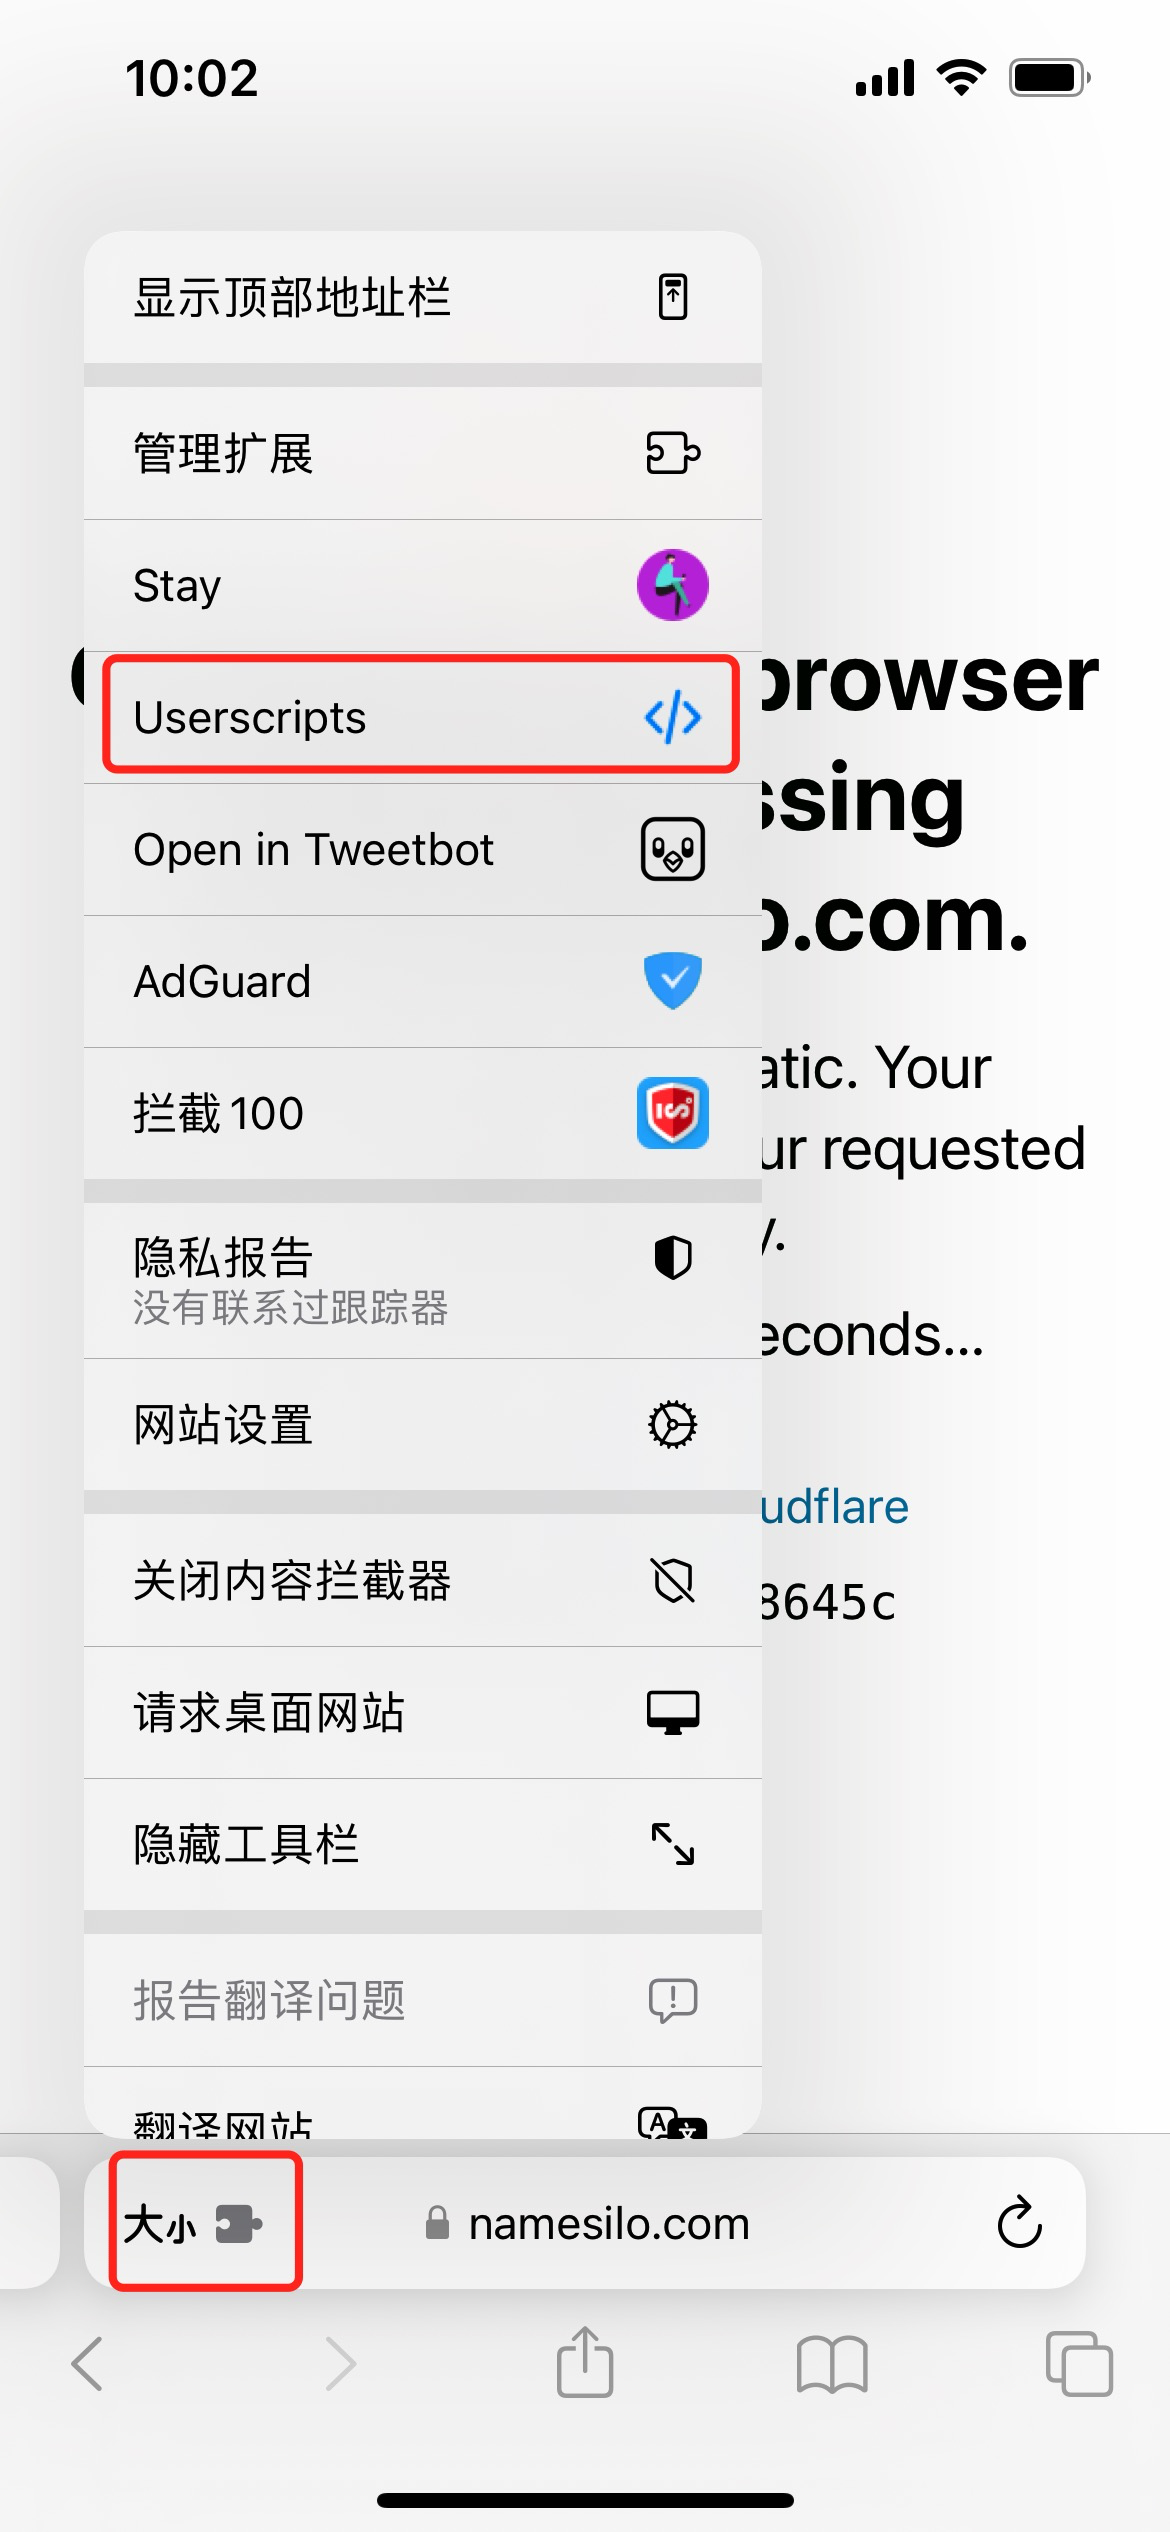 10:02
显示顶部地址栏
管理扩展
Stay
Userscripts
Open in Tweetbot
AdGuard
拦截 100
隐私报告
没有联系过跟踪器
网站设置
关闭内容拦截器
请求桌面网站
隐藏工具栏
报告翻译问题
翻译网站
browser
ssing
o.com.
atic. Your
ur requested
y.
econds...
udflare
8645c
大小
namesilo.com